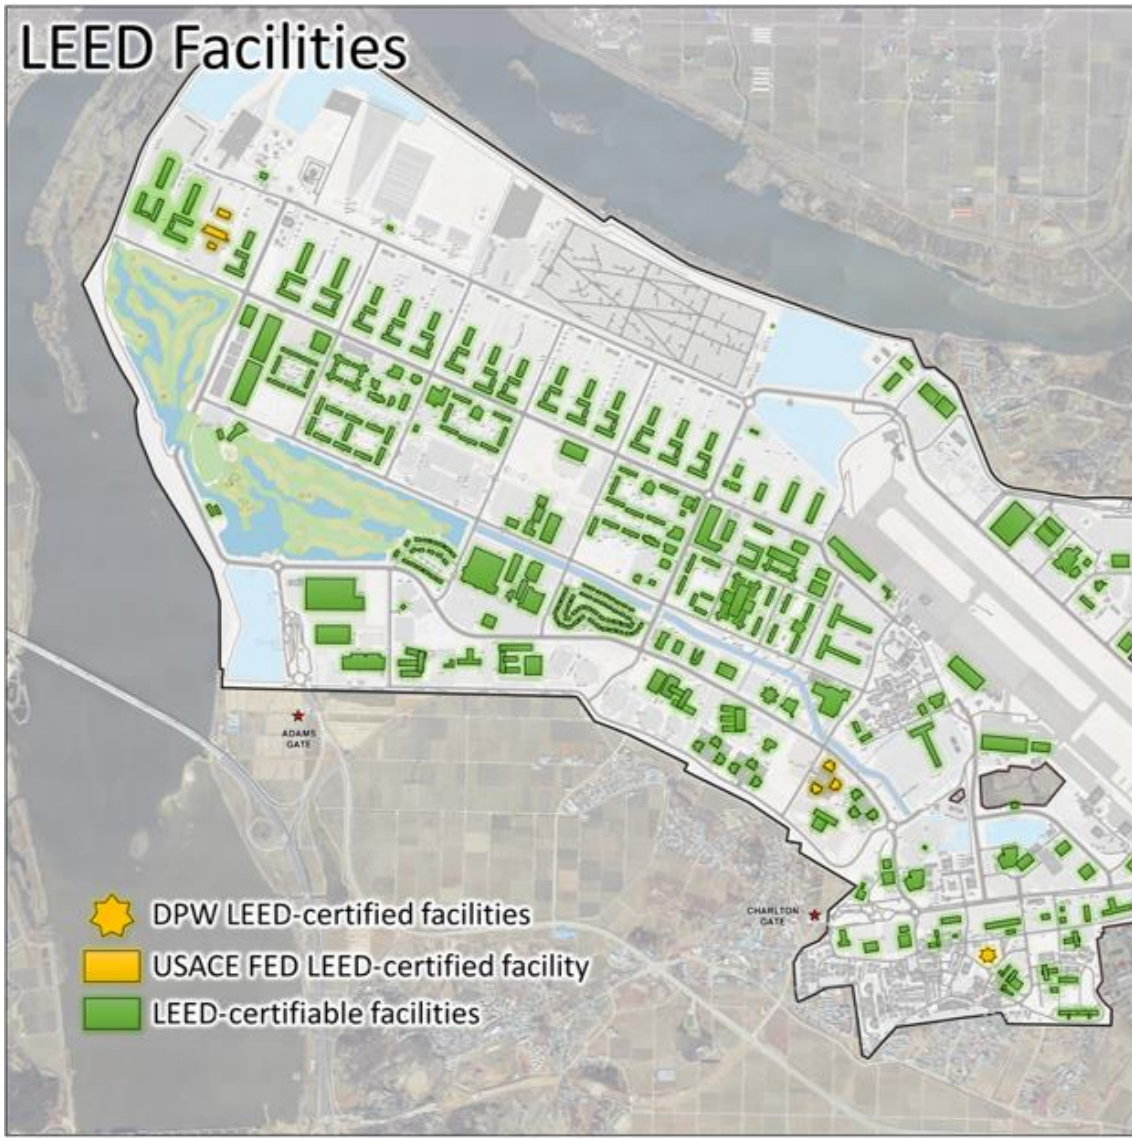 LEED Facilities
ADAMS
GATE
DPW LEED-certified facilities
CHARLTON
GATE
USACE FED LEED-certified facility
LEED-certifiable facilities